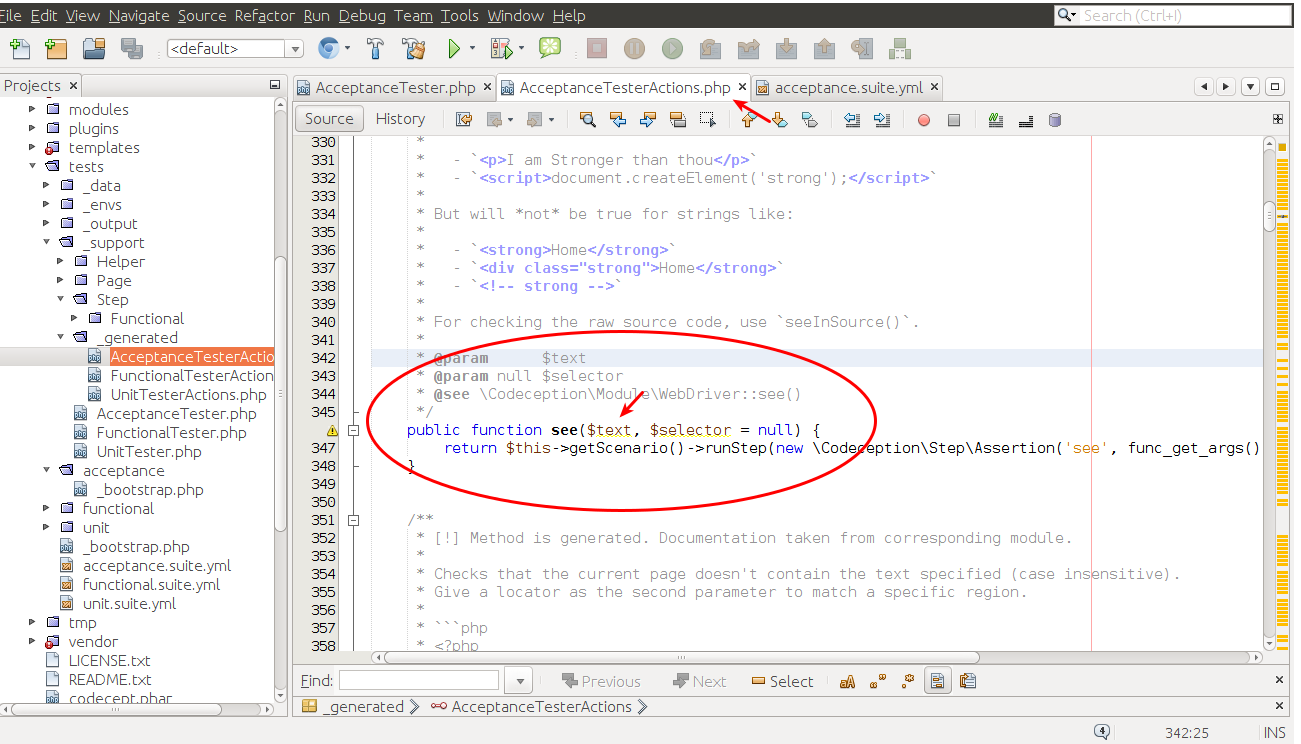 File Edit View Navigate Source Refactor Run Debug Team Tools Window Help
Search (Ctrl+I)
<default>
Projects
modules
plugins
templates
tests
_data
_envs
_output
_support
Helper
Page
Step
Functional
_generated
AcceptanceTesterActio
FunctionalTesterAction
UnitTesterActions.php
AcceptanceTester.php
FunctionalTester.php
UnitTester.php
acceptance
_bootstrap.php
functional
unit
_bootstrap.php
acceptance.suite.yml
functional.suite.yml
unit.suite.yml
tmp
vendor
LICENSE.txt
README.txt
codecept.phar
AcceptanceTester.php AcceptanceTesterActions.php acceptance.suite.yml
Source History
330 *
331 * - `<p>I am Stronger than thou</p>`
332 * - `<script>document.createElement('strong');</script>`
333 *
334 * But will *not* be true for strings like:
335 *
336 * - `<strong>Home</strong>`
337 * - `<div class="strong">Home</strong>`
338 * - `<!-- strong -->`
339 *
340 * For checking the raw source code, use `seeInSource()`.
341 *
342 * @param $text
343 * @param null $selector
344 * @see \Codeception\Module\WebDriver::see()
345 */
public function see($text, $selector = null) {
347 return $this->getScenario()->runStep(new \Codeception\Step\Assertion('see', func_get_args()
348 }
349
350
351 /**
352 * [!] Method is generated. Documentation taken from corresponding module.
353 *
354 * Checks that the current page doesn't contain the text specified (case insensitive).
355 * Give a locator as the second parameter to match a specific region.
356 *
357 * ```php
358 * <?php
Find: Previous Next Select
_generated AcceptanceTesterActions
4 342:25 INS